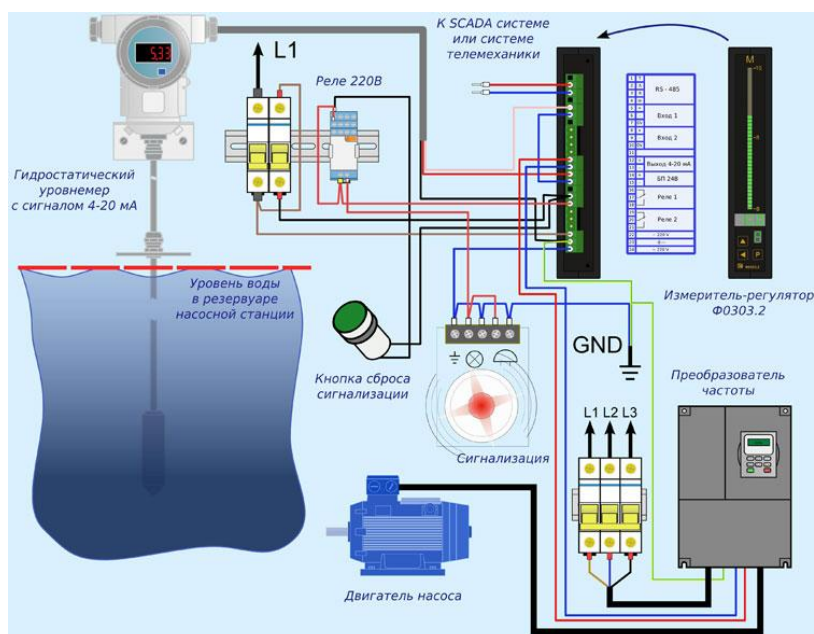 К SCADA системе
или системе
телемеханики
L1
Реле 220В
5,33
M
RS - 485
Вход 1
Вход 2
Выход 4-20 мА
БП 24В
Реле 1
Реле 2
Гидростатический
уровнемер
с сигналом 4-20 мА
Уровень воды
в резервуаре
насосной станции
Измеритель-регулятор
Ф0303.2
P
Кнопка сброса
сигнализации
GND
Преобразователь
частоты
L1 L2 L3
Сигнализация
Двигатель насоса